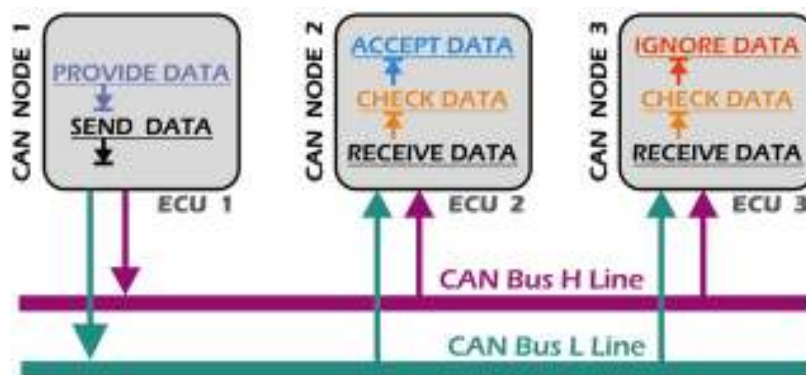 CAN NODE 1
PROVIDE DATA
SEND DATA
ECU 1
CAN NODE 2
ACCEPT DATA
CHECK DATA
RECEIVE DATA
ECU 2
CAN NODE 3
IGNORE DATA
CHECK DATA
RECEIVE DATA
ECU 3
CAN Bus H Line
CAN Bus L Line